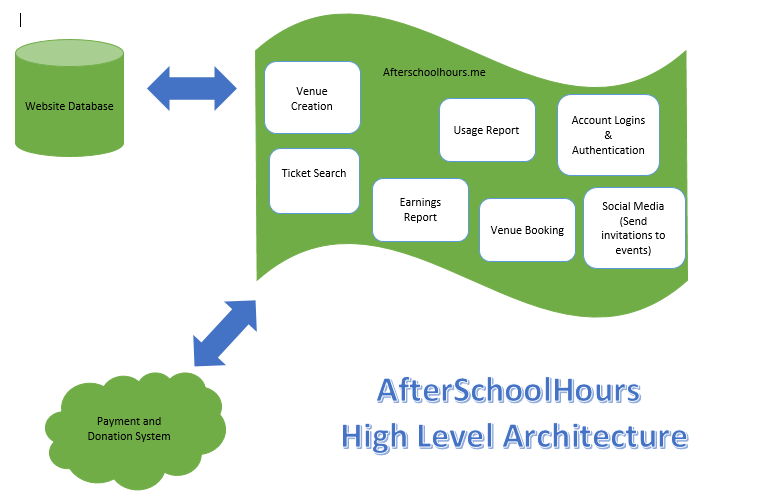 Website Database
Afterschoolhours.me
Venue
Creation
Usage Report
Account Logins
&
Authentication
Ticket Search
Earnings
Report
Venue Booking
Social Media
(Send
invitations to
events)
Payment and
Donation System
AfterSchoolHours
High Level Architecture